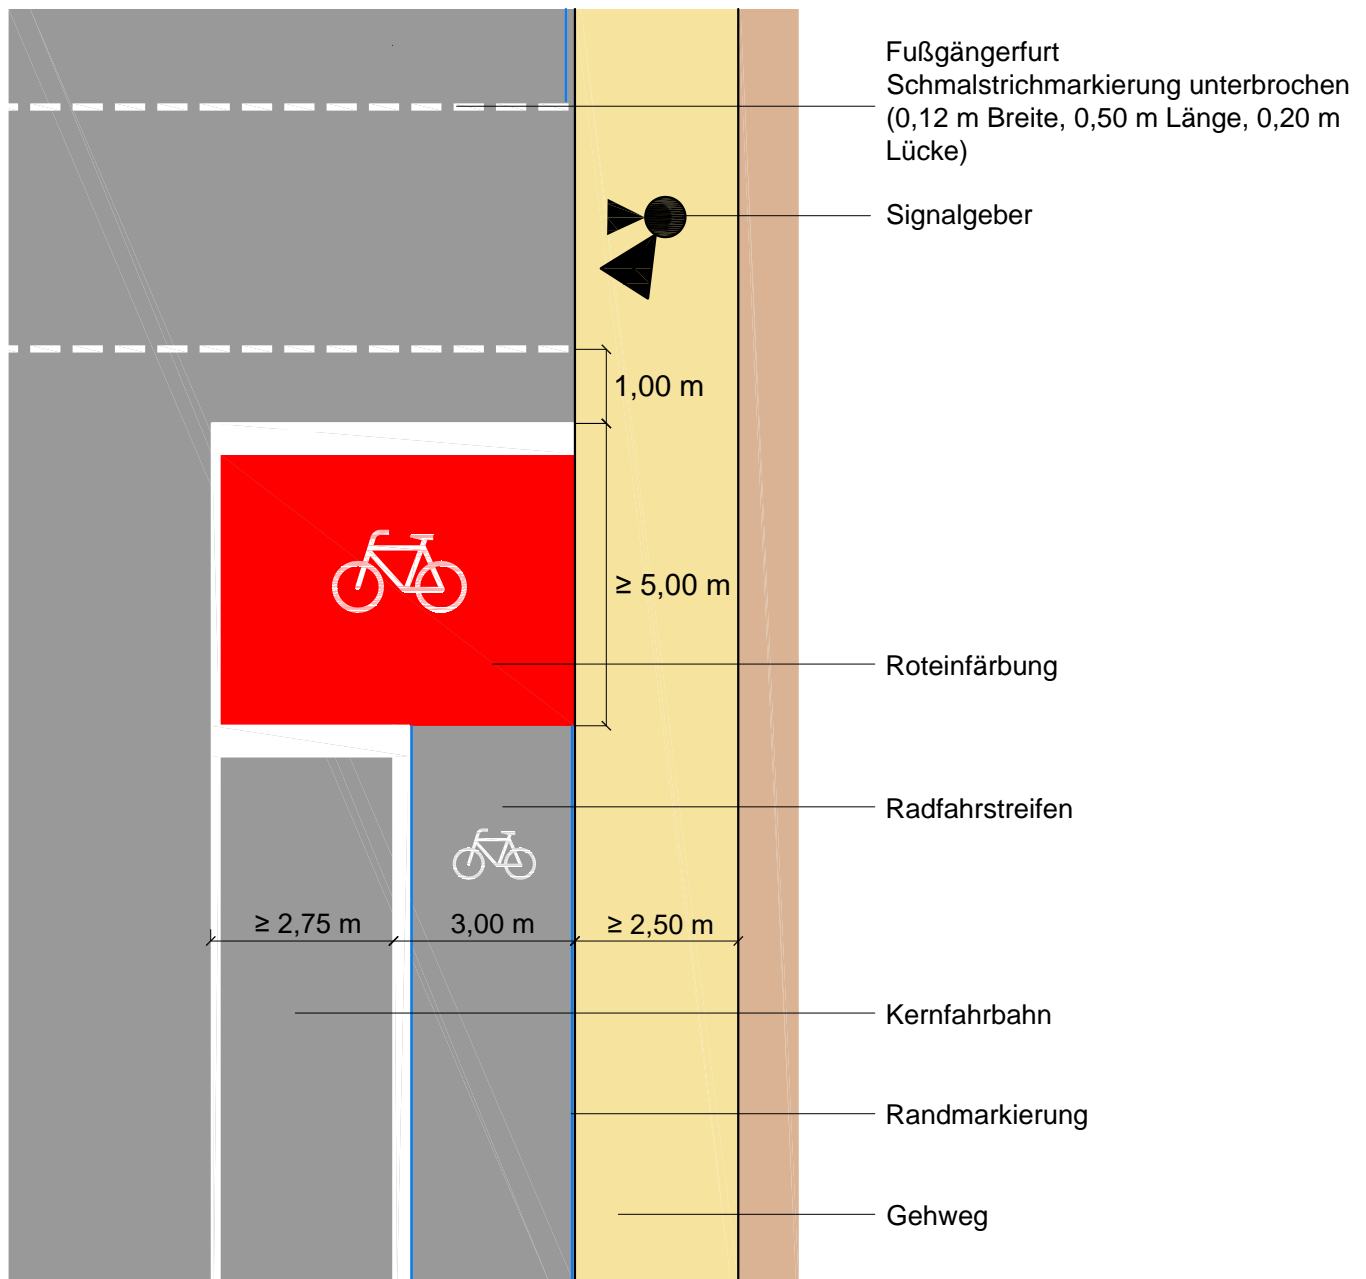 Fußgängerfurt
Schmalstrichmarkierung unterbrochen
(0,12 m Breite, 0,50 m Länge, 0,20 m
Lücke)
Signalgeber
1,00 m
≥ 5,00 m
Roteinfärbung
Radfahrstreifen
≥ 2,75 m
3,00 m
≥ 2,50 m
Kernfahrbahn
Randmarkierung
Gehweg